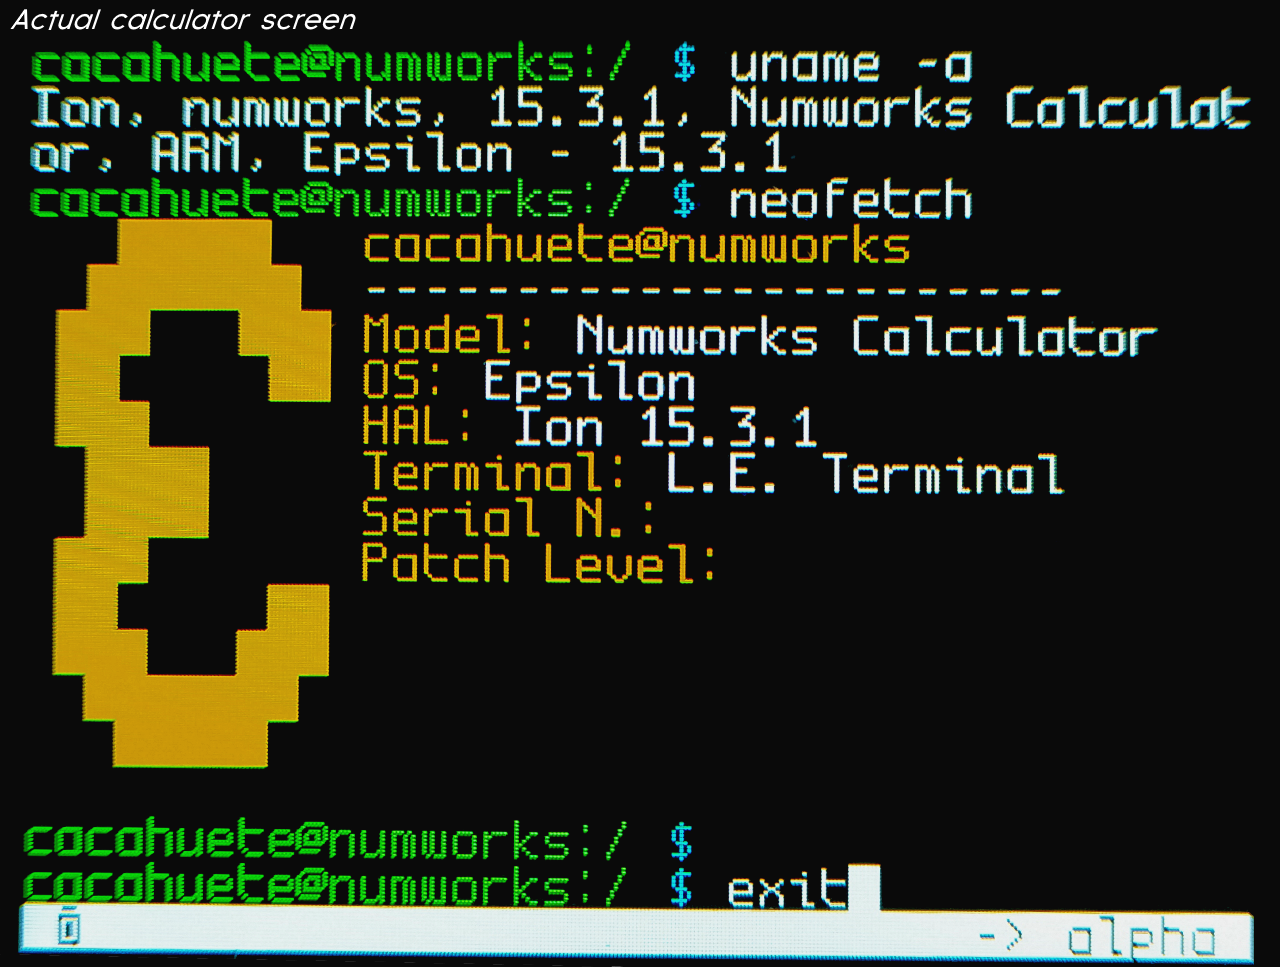 Actual calculator screen
cacahuete@numworks:/ $ uname -a
Ion, numworks, 15.3.1, Numworks Calculat
or, ARM, Epsilon - 15.3.1
cacahuete@numworks:/ $ neofetch
cacahuete@numworks
-----------------------
Model: Numworks Calculator
OS: Epsilon
HAL: Ion 15.3.1
Terminal: L.E. Terminal
Serial N.:
Patch Level:
cacahuete@numworks:/ $
cacahuete@numworks:/ $ exit
-> alpha